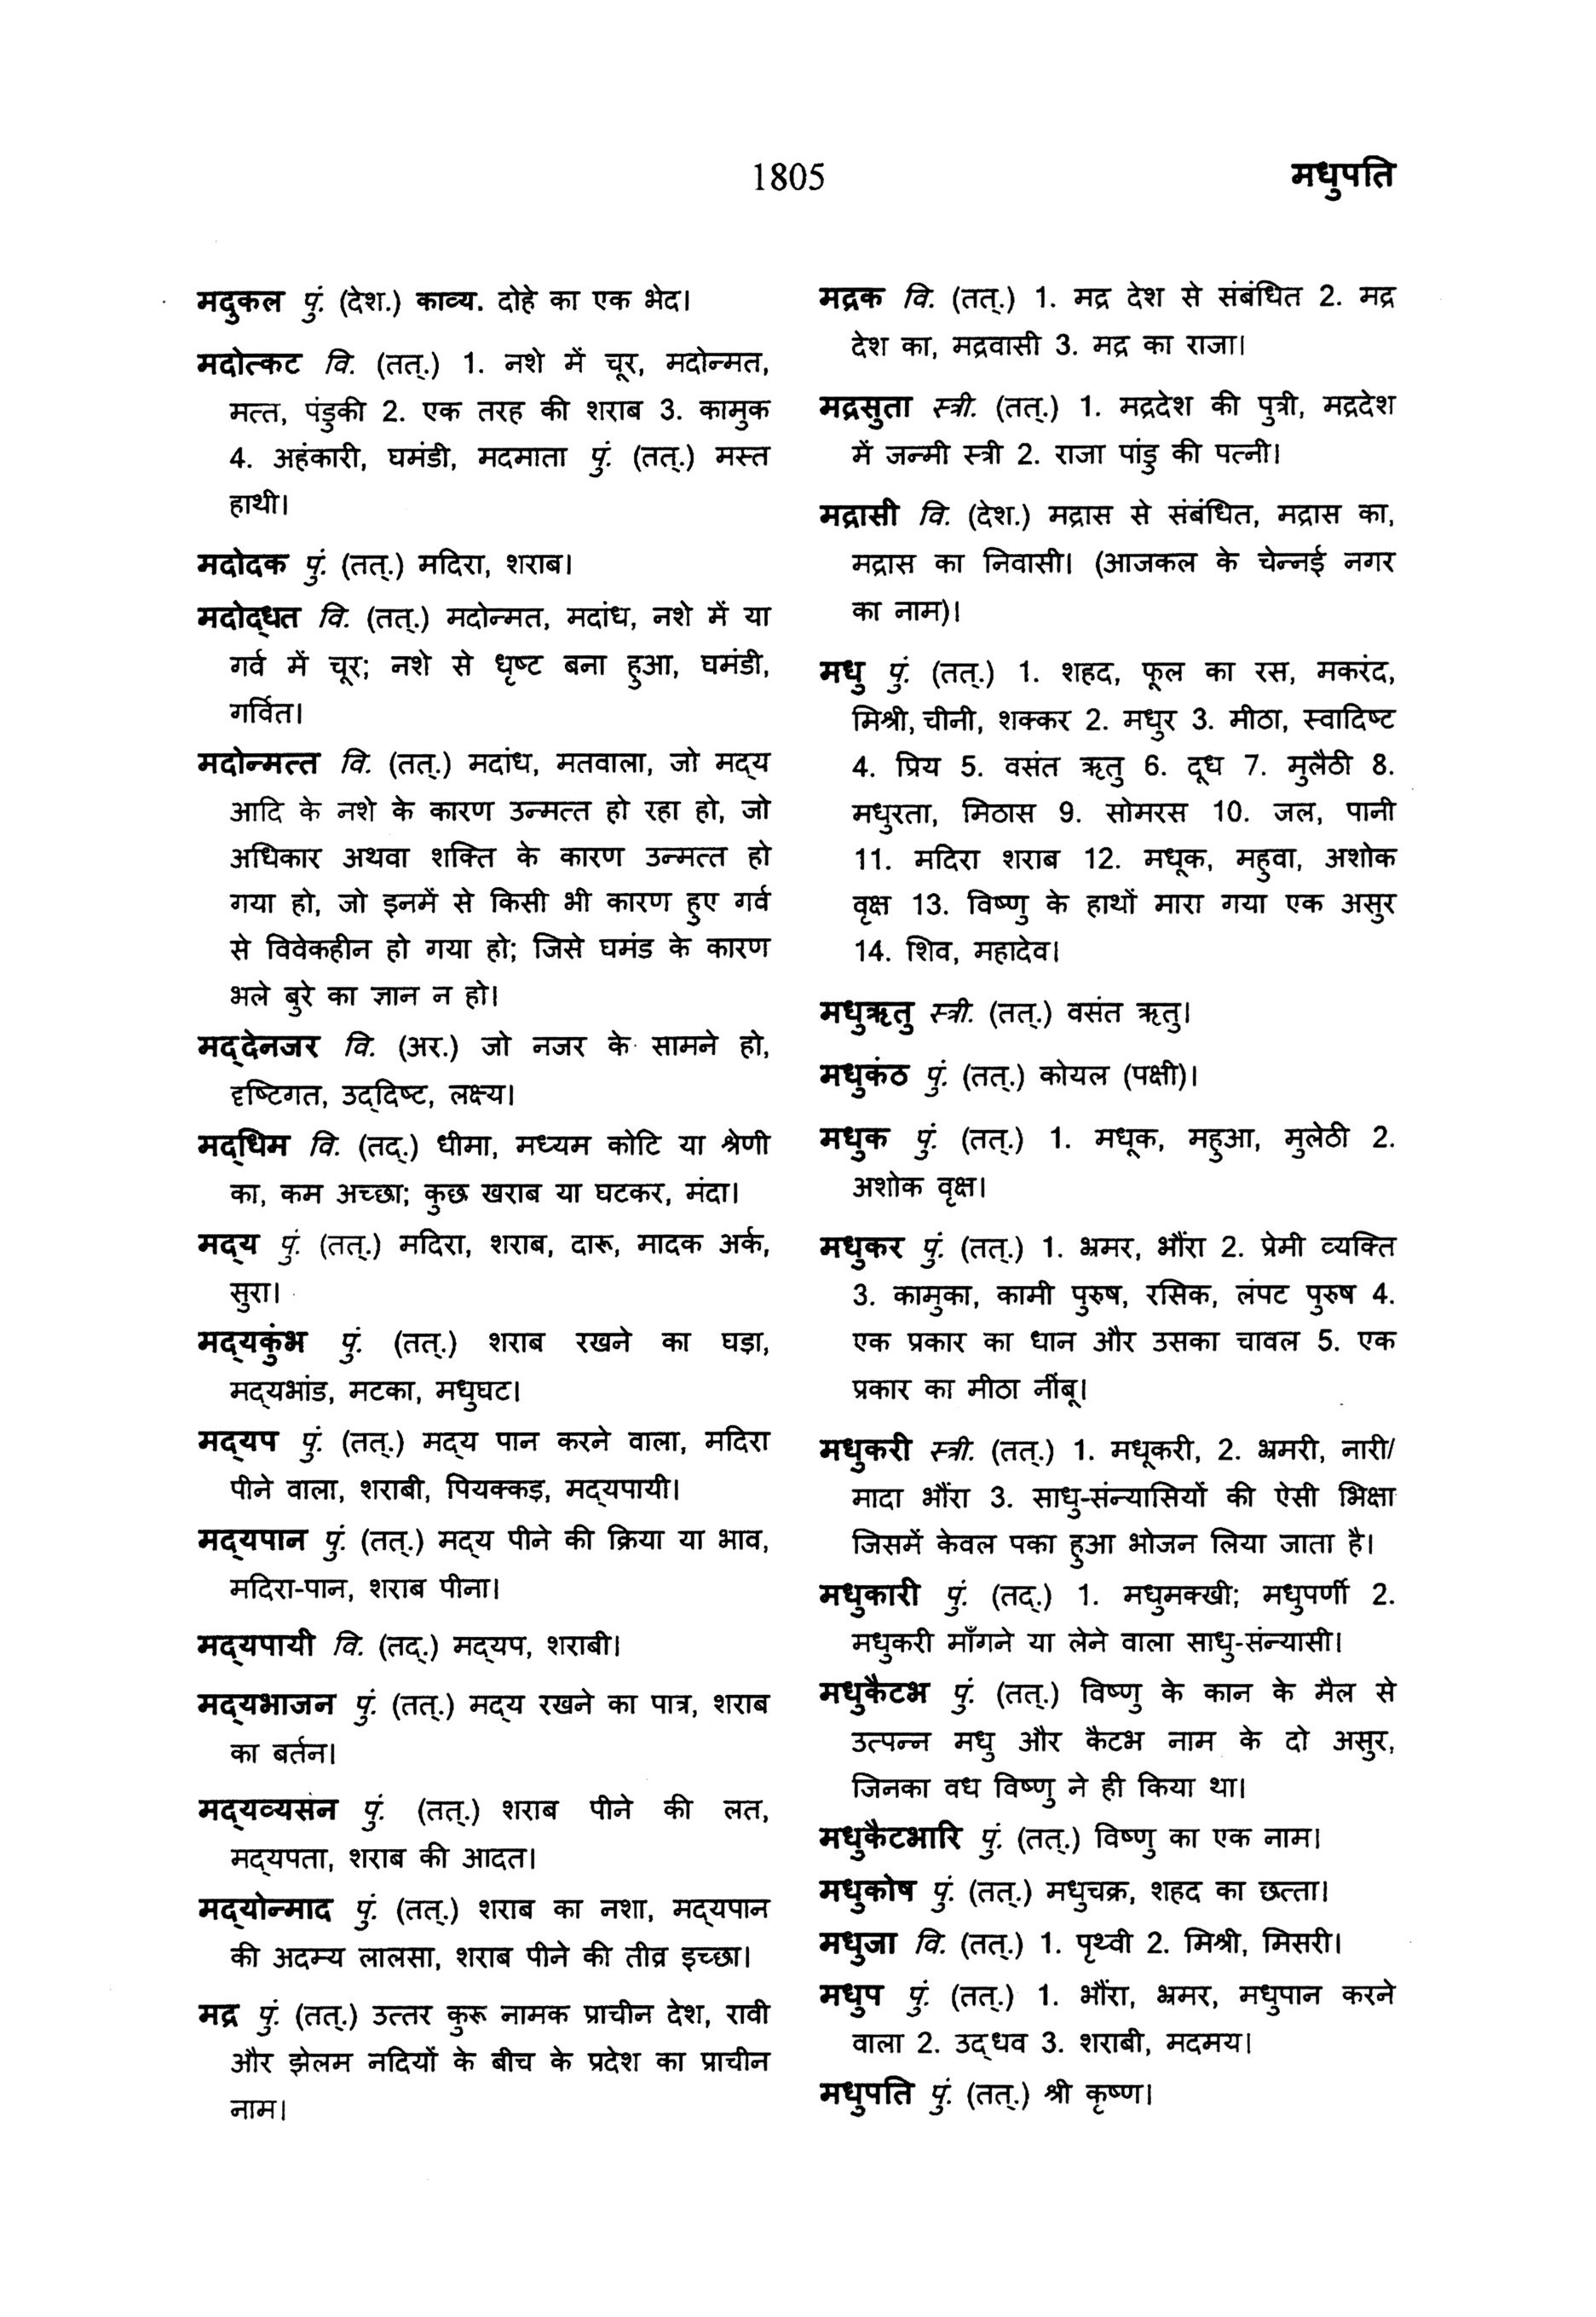 1805
मधुपति
मदुकल पुं. (देश.) काव्य. दोहे का एक भेद।
मदोत्कट वि. (तत्.) 1. नशे में चूर, मदोन्मत,
मत्त, पंडुकी 2. एक तरह की शराब 3. कामुक
4. अहंकारी, घमंडी, मदमाता पुं. (तत्.) मस्त
हाथी।
मदोदक पुं. (तत्.) मदिरा, शराब।
मदोद्धत वि. (तत्.) मदोन्मत, मदांध, नशे में या
गर्व में चूर; नशे से धृष्ट बना हुआ, घमंडी,
गर्वित।
मदोन्मत्त वि. (तत्.) मदांध, मतवाला, जो मद्य
आदि के नशे के कारण उन्मत्त हो रहा हो, जो
अधिकार अथवा शक्ति के कारण उन्मत्त हो
गया हो, जो इनमें से किसी भी कारण हुए गर्व
से विवेकहीन हो गया हो; जिसे घमंड के कारण
भले बुरे का ज्ञान न हो।
मद्देनजर वि. (अर.) जो नजर के सामने हो,
दृष्टिगत, उद्दिष्ट, लक्ष्य।
मद्धिम वि. (तद्.) धीमा, मध्यम कोटि या श्रेणी
का, कम अच्छा; कुछ खराब या घटकर, मंदा।
मद्य पुं. (तत्.) मदिरा, शराब, दारू, मादक अर्क,
सुरा।
मद्यकुंभ पुं. (तत्.) शराब रखने का घड़ा,
मद्यभांड, मटका, मधुघट।
मद्यप पुं. (तत्.) मद्य पान करने वाला, मदिरा
पीने वाला, शराबी, पियक्कड़, मद्यपायी।
मद्यपान पुं. (तत्.) मद्य पीने की क्रिया या भाव,
मदिरा-पान, शराब पीना।
मद्यपायी वि. (तद्.) मद्यप, शराबी।
मद्यभाजन पुं. (तत्.) मद्य रखने का पात्र, शराब
का बर्तन।
मद्यव्यसन पुं. (तत्.) शराब पीने की लत,
मद्यपता, शराब की आदत।
मद्योन्माद पुं. (तत्.) शराब का नशा, मद्यपान
की अदम्य लालसा, शराब पीने की तीव्र इच्छा।
मद्र पुं. (तत्.) उत्तर कुरू नामक प्राचीन देश, रावी
और झेलम नदियों के बीच के प्रदेश का प्राचीन
नाम।
मद्रक वि. (तत्.) 1. मद्र देश से संबंधित 2. मद्र
देश का, मद्रवासी 3. मद्र का राजा।
मद्रसुता स्त्री. (तत्.) 1. मद्रदेश की पुत्री, मद्रदेश
में जन्मी स्त्री 2. राजा पांडु की पत्नी।
मद्रासी वि. (देश.) मद्रास से संबंधित, मद्रास का,
मद्रास का निवासी। (आजकल के चेन्नई नगर
का नाम)।
मधु पुं. (तत्.) 1. शहद, फूल का रस, मकरंद,
मिश्री, चीनी, शक्कर 2. मधुर 3. मीठा, स्वादिष्ट
4. प्रिय 5. वसंत ऋतु 6. दूध 7. मुलैठी 8.
मधुरता, मिठास 9. सोमरस 10. जल, पानी
11. मदिरा शराब 12. मधूक, महुवा, अशोक
वृक्ष 13. विष्णु के हाथों मारा गया एक असुर
14. शिव, महादेव।
मधुऋतु स्त्री. (तत्.) वसंत ऋतु।
मधुकंठ पुं. (तत्.) कोयल (पक्षी)।
मधुक पुं. (तत्.) 1. मधूक, महुआ, मुलेठी 2.
अशोक वृक्ष।
मधुकर पुं. (तत्.) 1. भ्रमर, भौंरा 2. प्रेमी व्यक्ति
3. कामुका, कामी पुरुष, रसिक, लंपट पुरुष 4.
एक प्रकार का धान और उसका चावल 5. एक
प्रकार का मीठा नींबू।
मधुकरी स्त्री. (तत्.) 1. मधूकरी, 2. भ्रमरी, नारी/
मादा भौंरा 3. साधु-संन्यासियों की ऐसी भिक्षा
जिसमें केवल पका हुआ भोजन लिया जाता है।
मधुकारी पुं. (तद्.) 1. मधुमक्खी; मधुपर्णी 2.
मधुकरी माँगने या लेने वाला साधु-संन्यासी।
मधुकैटभ पुं. (तत्.) विष्णु के कान के मैल से
उत्पन्न मधु और कैटभ नाम के दो असुर,
जिनका वध विष्णु ने ही किया था।
मधुकैटभारि पुं. (तत्.) विष्णु का एक नाम।
मधुकोष पुं. (तत्.) मधुचक्र, शहद का छत्ता।
मधुजा वि. (तत्.) 1. पृथ्वी 2. मिश्री, मिसरी।
मधुप पुं. (तत्.) 1. भौंरा, भ्रमर, मधुपान करने
वाला 2. उद्धव 3. शराबी, मदमय।
मधुपति पुं. (तत्.) श्री कृष्ण।